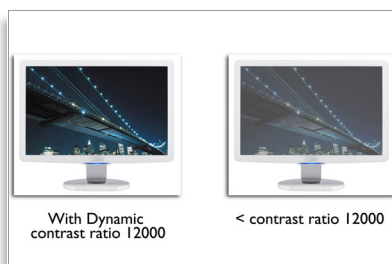 With Dynamic
contrast ratio 12000
< contrast ratio 12000